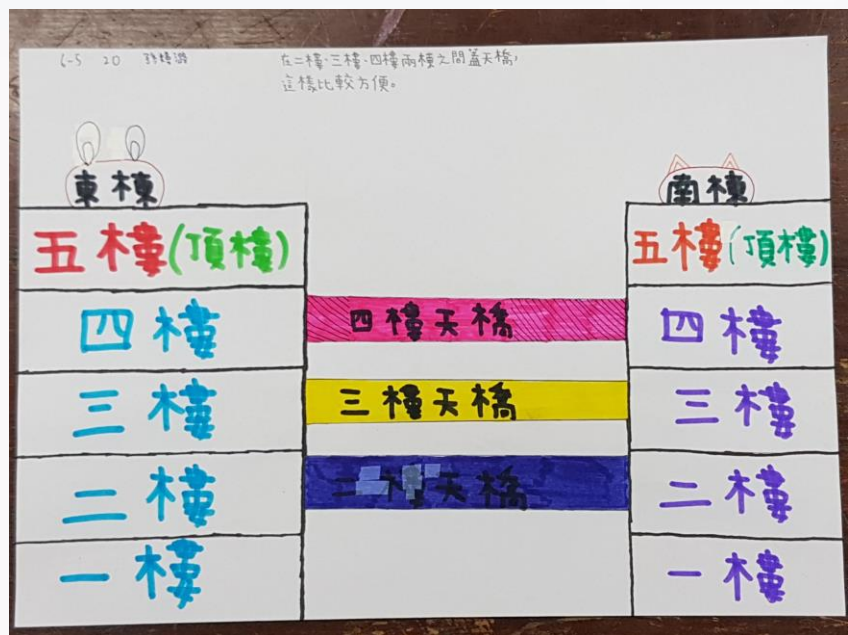 6-5 20
在二樓、三樓、四樓兩棟之間蓋天橋,
這樣比較方便。
東棟
南棟
五樓(頂樓)
五樓(頂樓)
四樓
四樓天橋
四樓
三樓
三樓天橋
三樓
二樓
二樓天橋
二樓
一樓
一樓